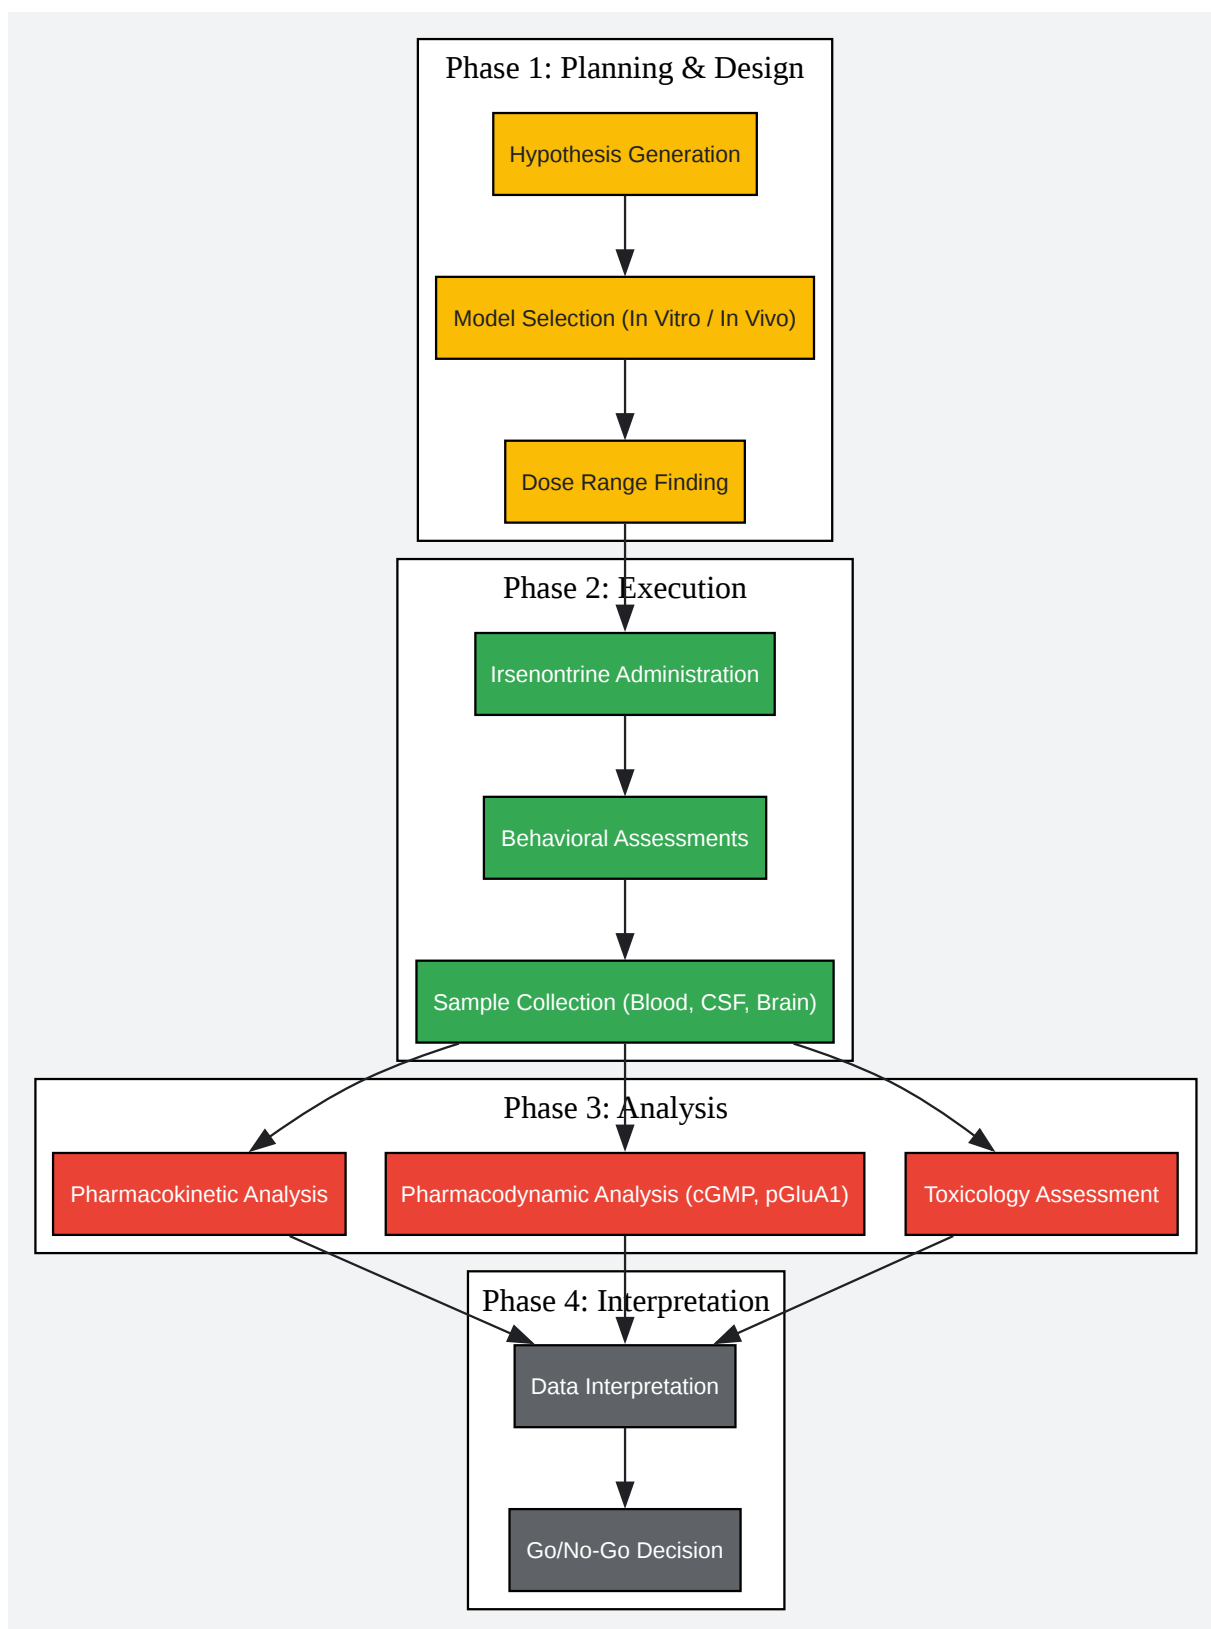 Phase 1: Planning & Design
Hypothesis Generation
Model Selection (In Vitro / In Vivo)
Dose Range Finding
Phase 2: Execution
Irsenontrine Administration
Behavioral Assessments
Sample Collection (Blood, CSF, Brain)
Phase 3: Analysis
Pharmacokinetic Analysis
Pharmacodynamic Analysis (cGMP, pGluA1)
Toxicology Assessment
Phase 4: Interpretation
Data Interpretation
Go/No-Go Decision